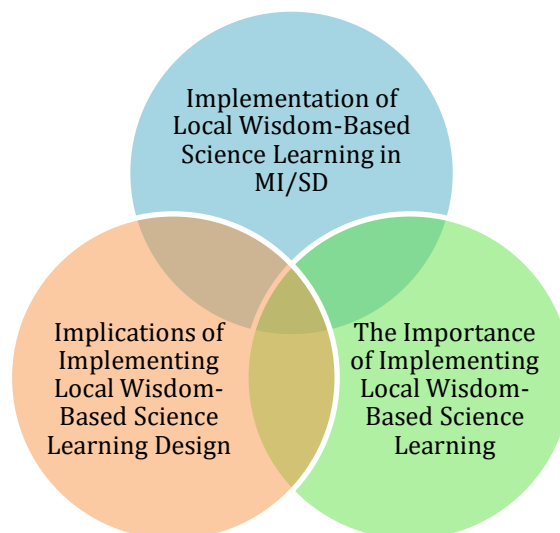 Implementation of
Local Wisdom-Based
Science Learning in
MI/SD
Implications of
Implementing
Local Wisdom-
Based Science
Learning Design
The Importance
of Implementing
Local Wisdom-
Based Science
Learning